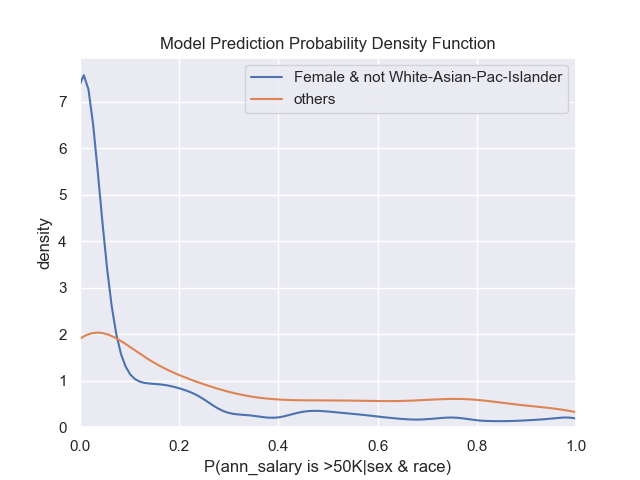 Model Prediction Probability Density Function
Female & not White-Asian-Pac-Islander
others
density
7
6
5
4
3
2
1
0
0.0 0.2 0.4 0.6 0.8 1.0
P(ann_salary is >50K|sex & race)